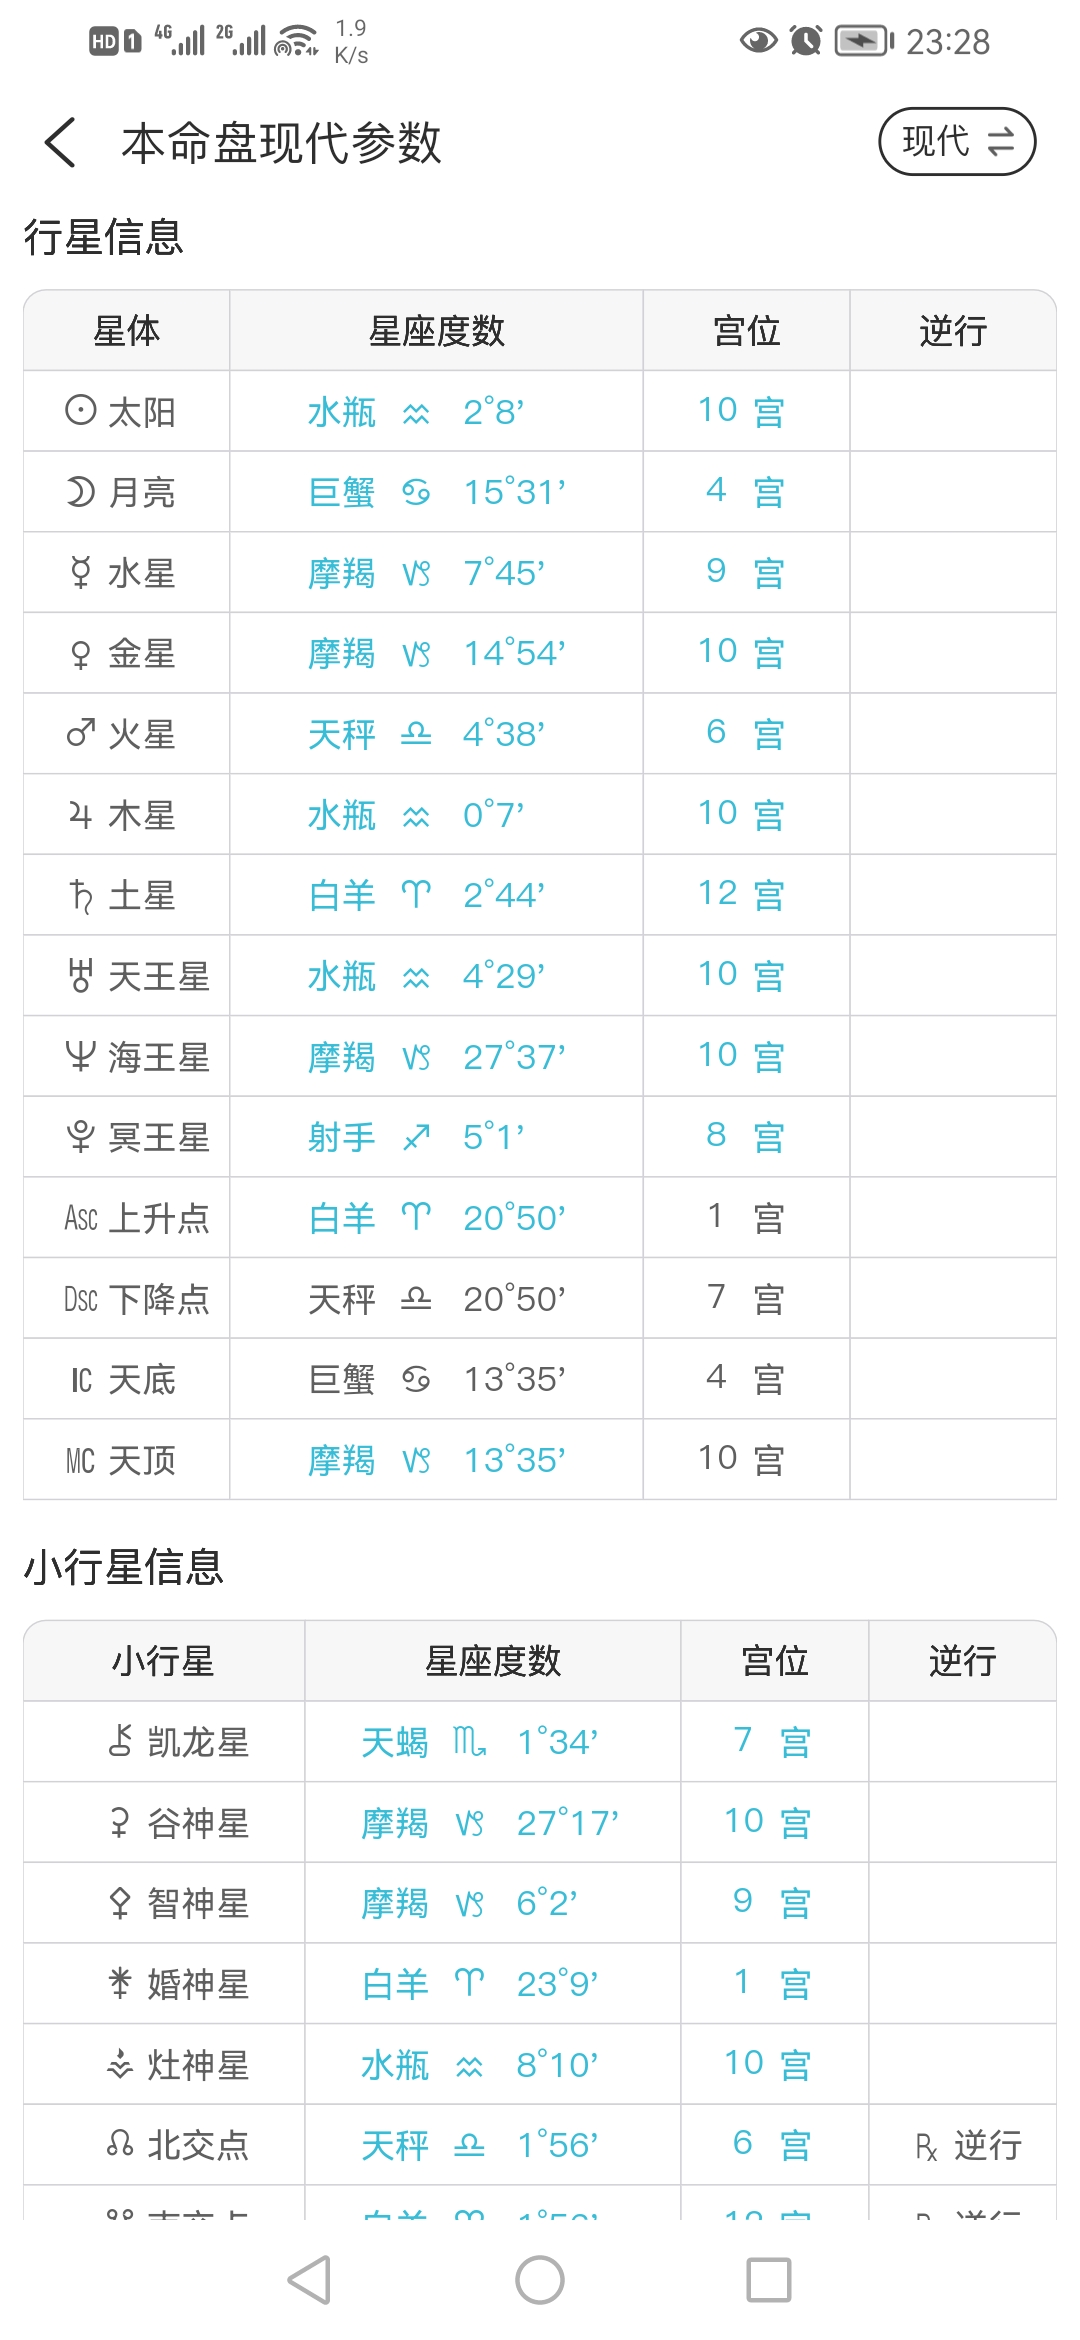 HD 1 4G 2G 1.9 K/s 23:28
本命盘现代参数 现代
行星信息
星体 星座度数 宫位 逆行
太阳 水瓶 ♒ 2°8’ 10 宫
月亮 巨蟹 ♋ 15°31’ 4 宫
水星 摩羯 ♑ 7°45’ 9 宫
金星 摩羯 ♑ 14°54’ 10 宫
火星 天秤 ♎ 4°38’ 6 宫
木星 水瓶 ♒ 0°7’ 10 宫
土星 白羊 ♈ 2°44’ 12 宫
天王星 水瓶 ♒ 4°29’ 10 宫
海王星 摩羯 ♑ 27°37’ 10 宫
冥王星 射手 ♐ 5°1’ 8 宫
Asc 上升点 白羊 ♈ 20°50’ 1 宫
Dsc 下降点 天秤 ♎ 20°50’ 7 宫
IC 天底 巨蟹 ♋ 13°35’ 4 宫
MC 天顶 摩羯 ♑ 13°35’ 10 宫
小行星信息
小行星 星座度数 宫位 逆行
凯龙星 天蝎 ♏ 1°34’ 7 宫
谷神星 摩羯 ♑ 27°17’ 10 宫
智神星 摩羯 ♑ 6°2’ 9 宫
婚神星 白羊 ♈ 23°9’ 1 宫
灶神星 水瓶 ♒ 8°10’ 10 宫
北交点 天秤 ♎ 1°56’ 6 宫 ℞ 逆行